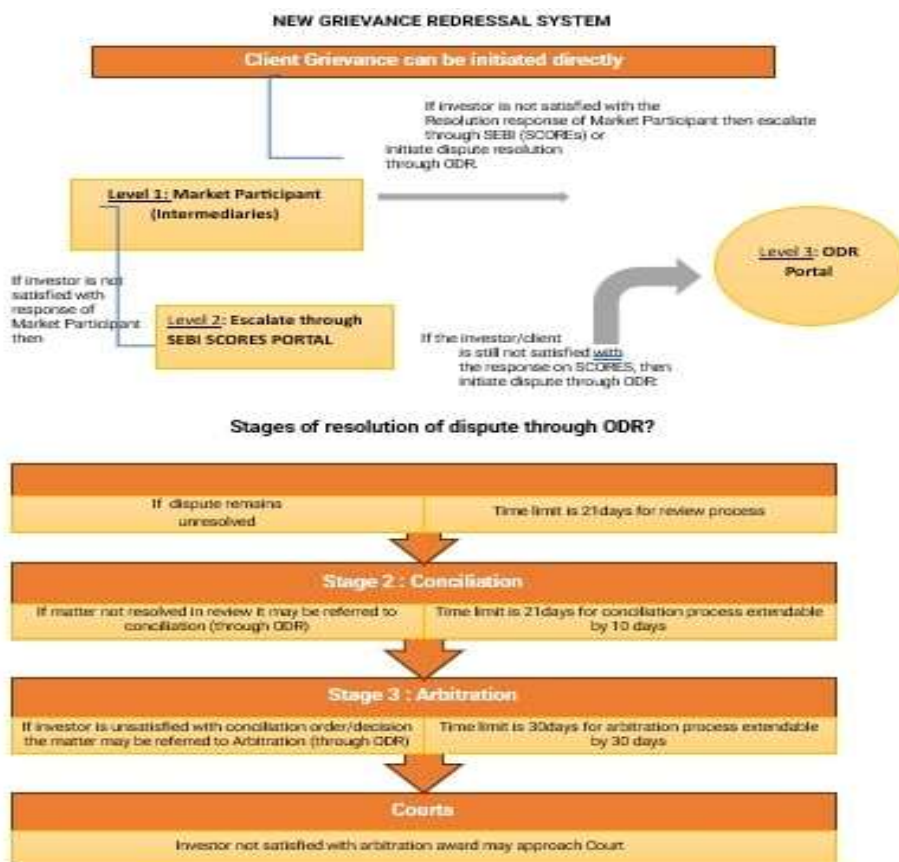 NEW GRIEVANCE REDRESSAL SYSTEM
Client Grievance can be initiated directly
If investor is not satisfied with the
Resolution response of Market Participant then escalate
through SEBI (SCOREs) or
initiate dispute resolution
through ODR.
Level 1: Market Participant
(Intermediaries)
Level 3: ODR
Portal
If investor is not
satisfied with
response of
Market Participant
then
Level 2: Escalate through
SEBI SCORES PORTAL
If the investor/client
is still not satisfied with
the response on SCORES, then
initiate dispute through ODR:
Stages of resolution of dispute through ODR?
If dispute remains
unresolved
Time limit is 21days for review process
Stage 2 : Conciliation
If matter not resolved in review it may be referred to
conciliation (through ODR)
Time limit is 21days for conciliation process extendable
by 10 days
Stage 3 : Arbitration
If investor is unsatisfied with conciliation order/decision
the matter may be referred to Arbitration (through ODR)
Time limit is 30days for arbitration process extendable
by 30 days
Courts
Investor not satisfied with arbitration award may approach Court